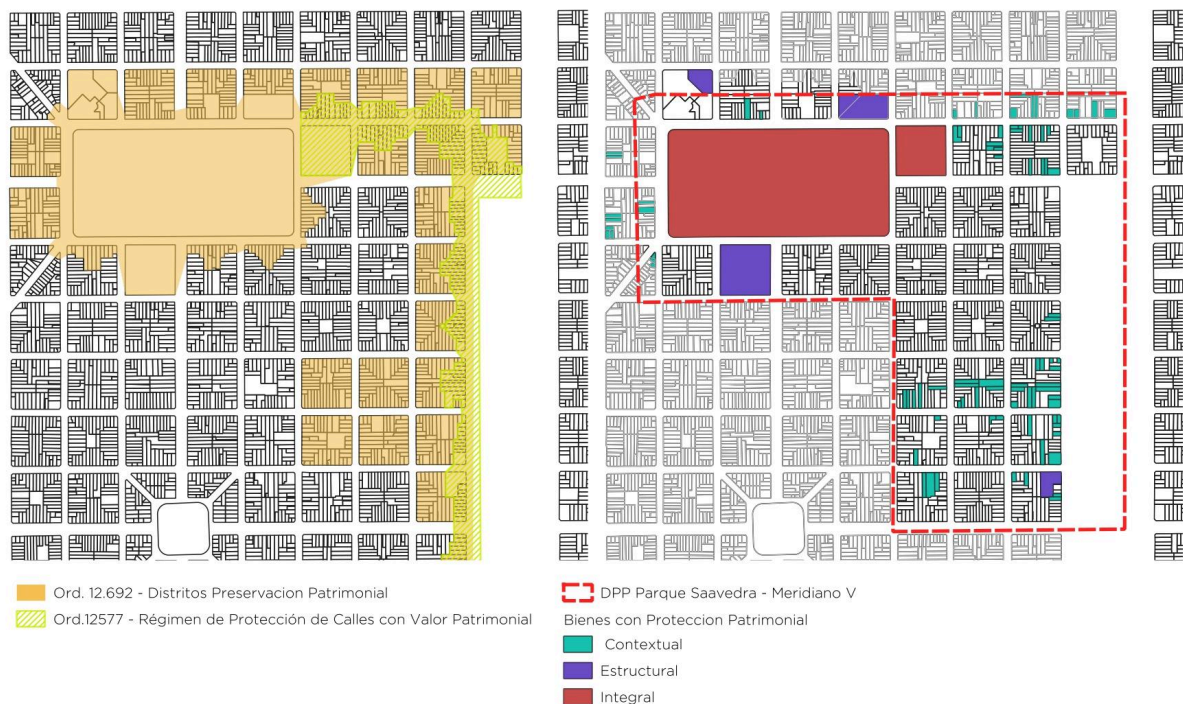 Ord. 12.692 - Distritos Preservacion Patrimonial
Ord.12577 - Régimen de Protección de Calles con Valor Patrimonial
DPP Parque Saavedra - Meridiano V
Bienes con Proteccion Patrimonial
Contextual
Estructural
Integral